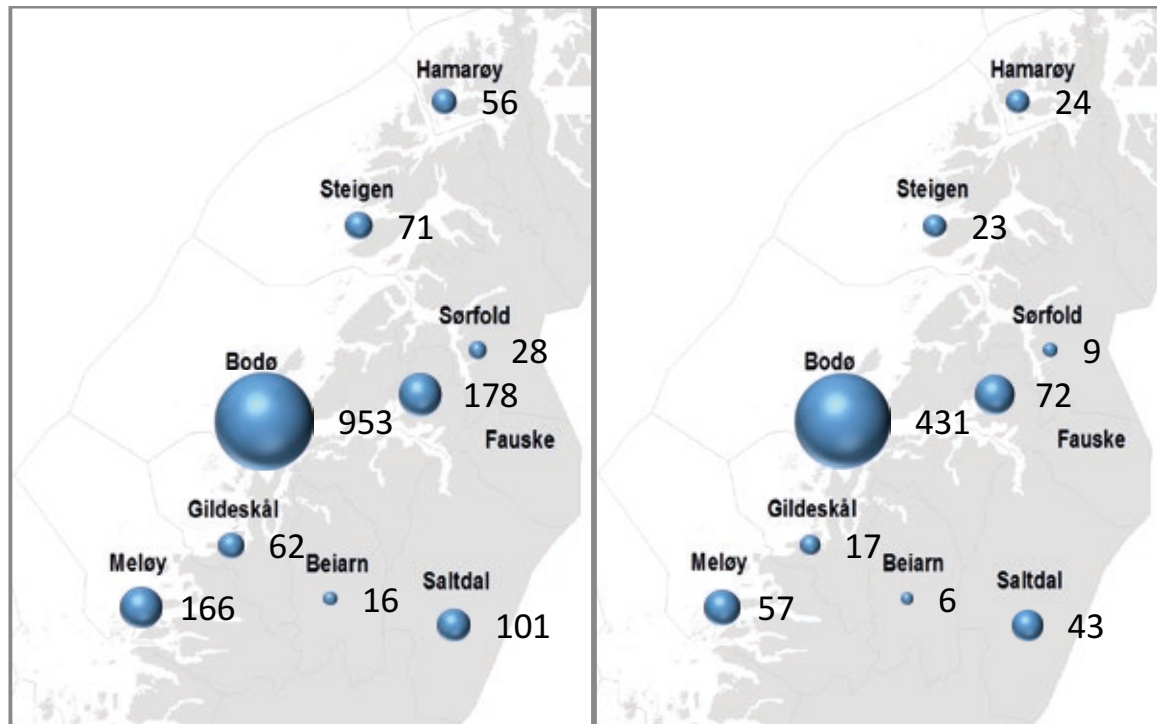 Hamarøy
56
Steigen
71
Sørfold
28
Bodø
953
178
Fauske
Gildeskål
62
Meløy
166
Beiarn
16
Saltdal
101
Hamarøy
24
Steigen
23
Sørfold
9
Bodø
431
72
Fauske
Gildeskål
17
Meløy
57
Beiarn
6
Saltdal
43